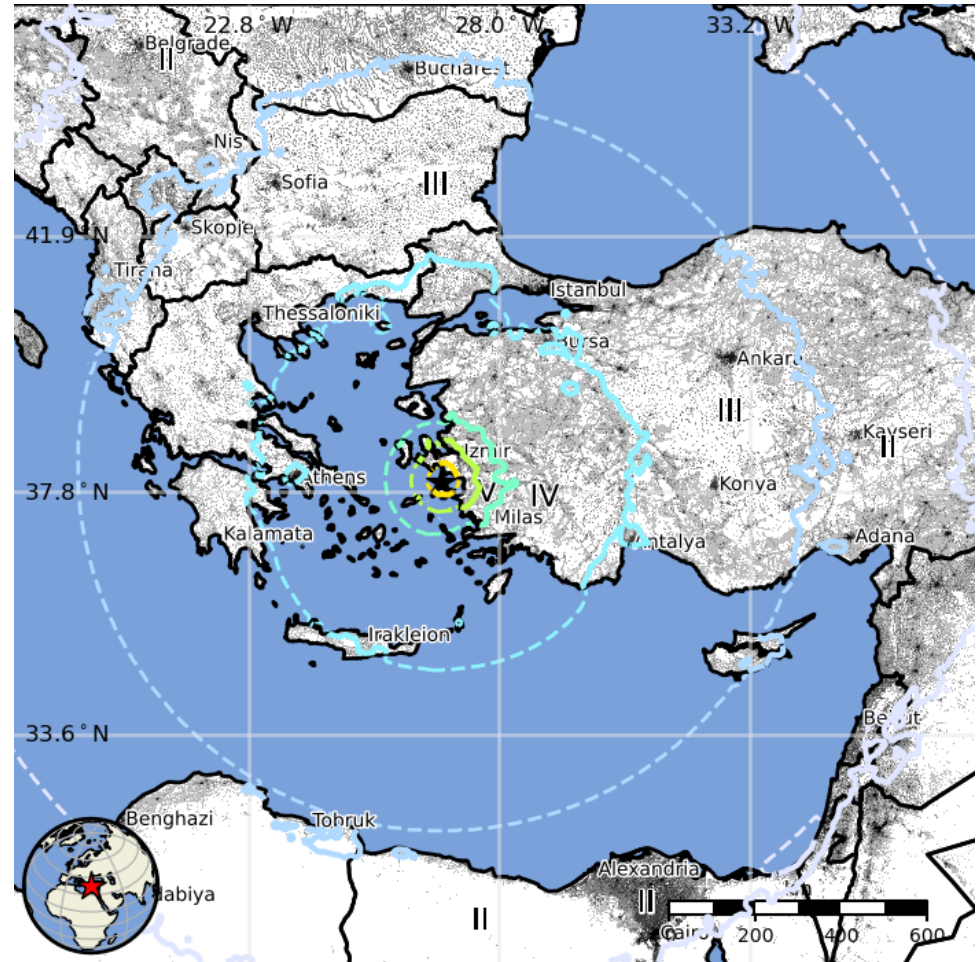 22.8°W 28.0°W 33.2°W
Belgrade
II
Bucharest
Nis
Sofia
III
Skopje
41.9°N
Tirana
Istanbul
Thessaloniki
Bursa
Ankara
III
Kayseri
II
Izmir
Athens
37.8°N
V
IV
Konya
Milas
Kalamata
Antalya
Adana
Irakleion
33.6°N
Beirut
Benghazi
Tobruk
Alexandria
II
II
Cairo
200 400 600